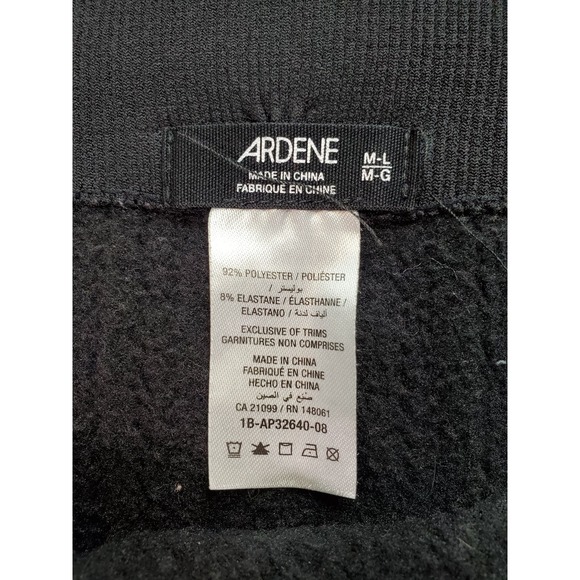 ARDENE
MADE IN CHINA
FABRIQUÉ EN CHINE
M-L
M-G
92% POLYESTER / POLIÉSTER
/ بوليستر
8% ELASTANE / ÉLASTHANNE /
ELASTANO / ألياف لدنة
EXCLUSIVE OF TRIMS
GARNITURES NON COMPRISES
MADE IN CHINA
FABRIQUÉ EN CHINE
HECHO EN CHINA
صُنع في الصين
CA 21099 / RN 148061
1B-AP32640-08